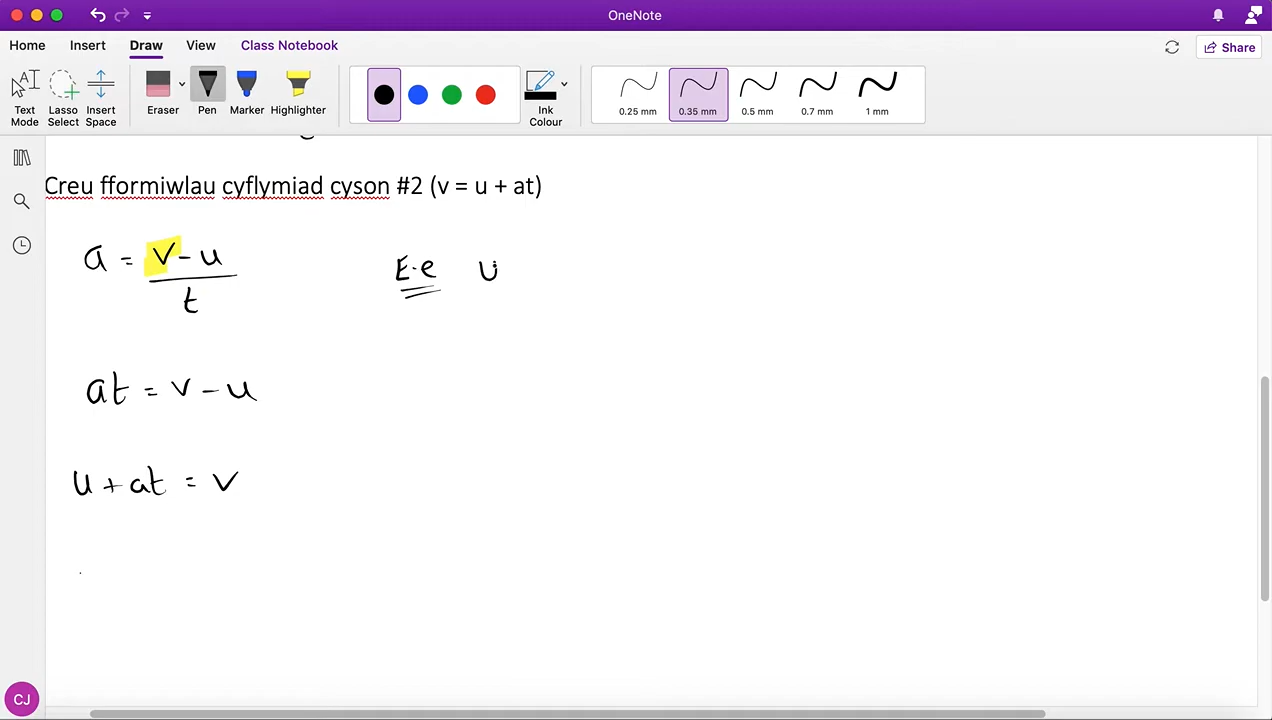 OneNote
Home Insert Draw View Class Notebook
Share
Text Mode
Lasso Select
Insert Space
Eraser
Pen
Marker
Highlighter
Ink Colour
0.25 mm
0.35 mm
0.5 mm
0.7 mm
1 mm
Creu fformiwlau cyflymiad cyson #2 (v = u + at)
a = v - u
t
E.e u
at = v - u
u + at = v
CJ